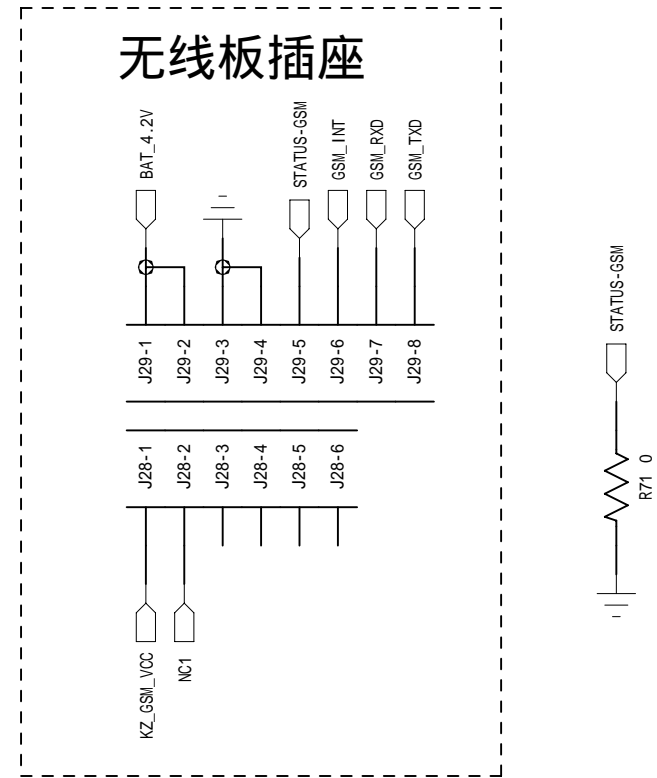 无线板插座
BAT_4.2V
STATUS-GSM
GSM_INT
GSM_RXD
GSM_TXD
J29-1
J29-2
J29-3
J29-4
J29-5
J29-6
J29-7
J29-8
J28-1
J28-2
J28-3
J28-4
J28-5
J28-6
KZ_GSM_VCC
NC1
STATUS-GSM
R71 0